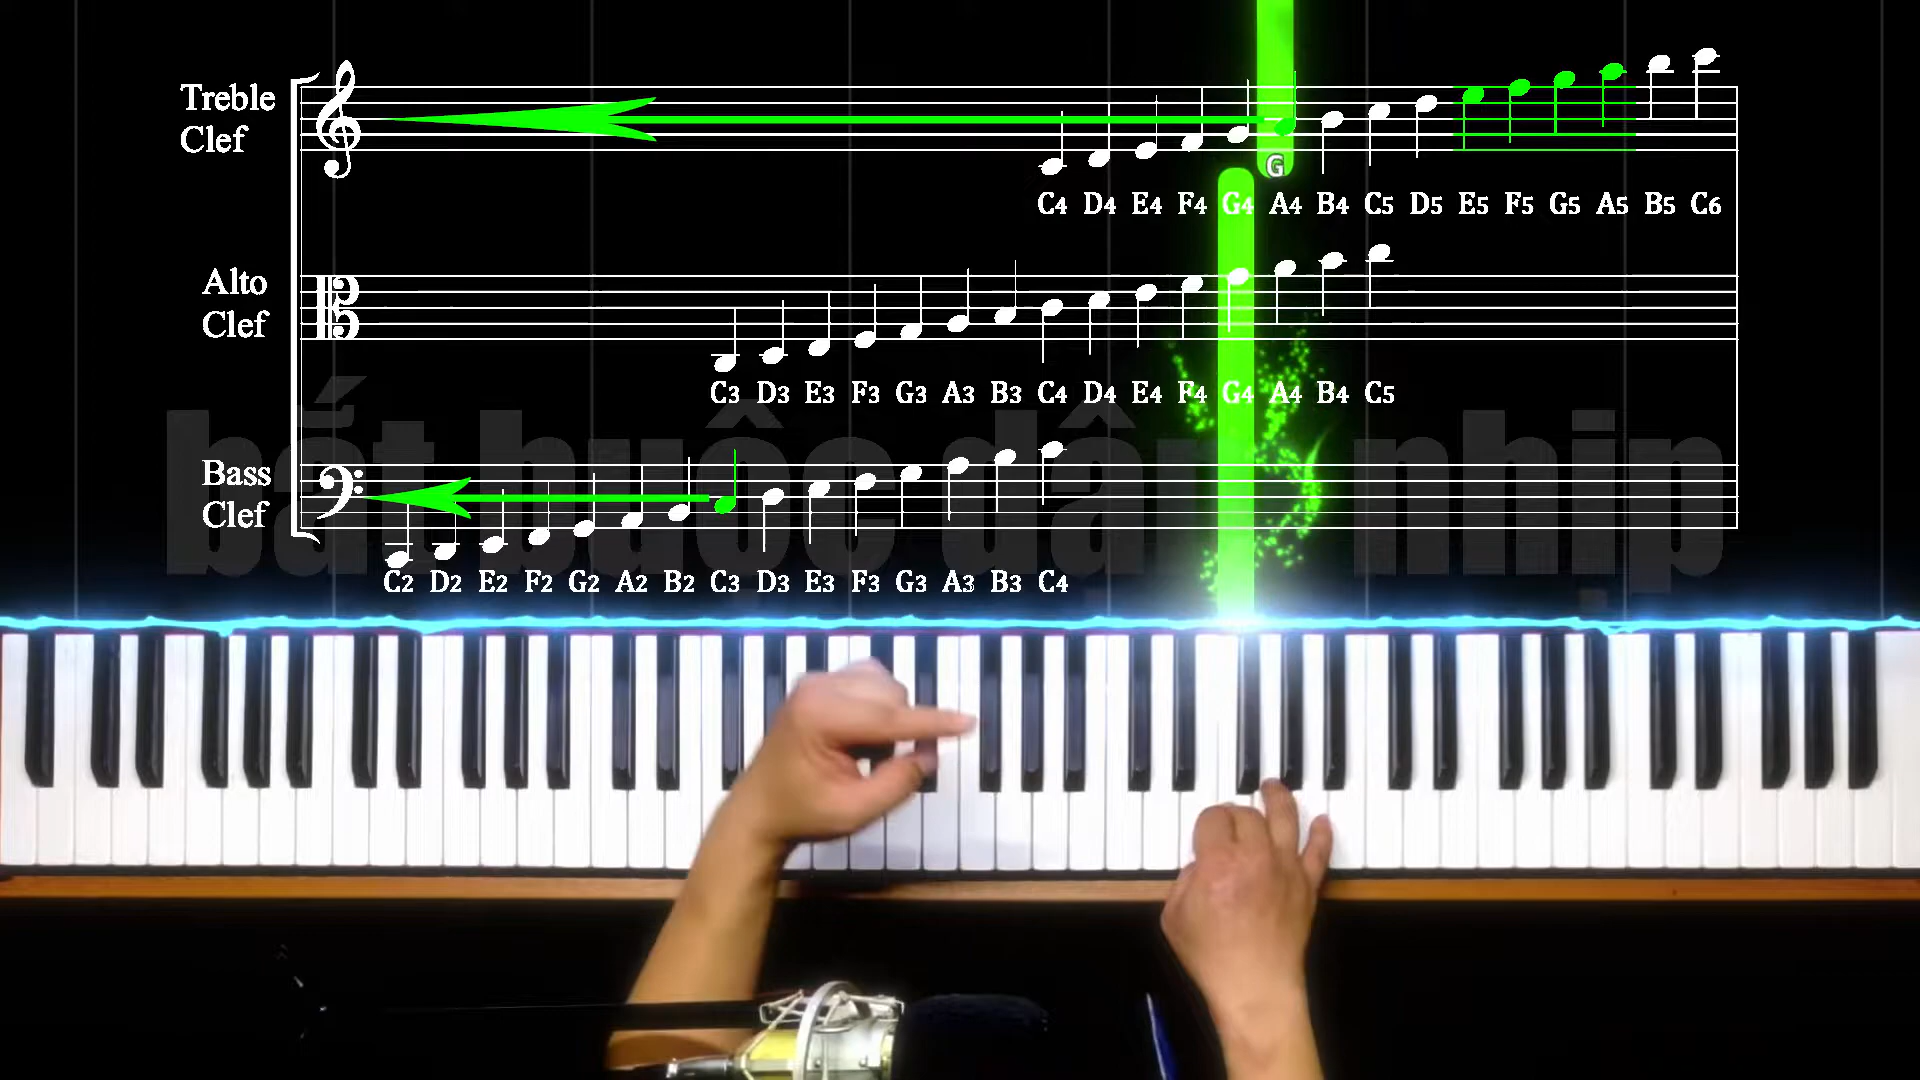 Treble
Clef
G
C4 D4 E4 F4 G4 A4 B4 C5 D5 E5 F5 G5 A5 B5 C6
Alto
Clef
C3 D3 E3 F3 G3 A3 B3 C4 D4 E4 F4 G4 A4 B4 C5
bắt buộc dấu nhịp
Bass
Clef
C2 D2 E2 F2 G2 A2 B2 C3 D3 E3 F3 G3 A3 B3 C4